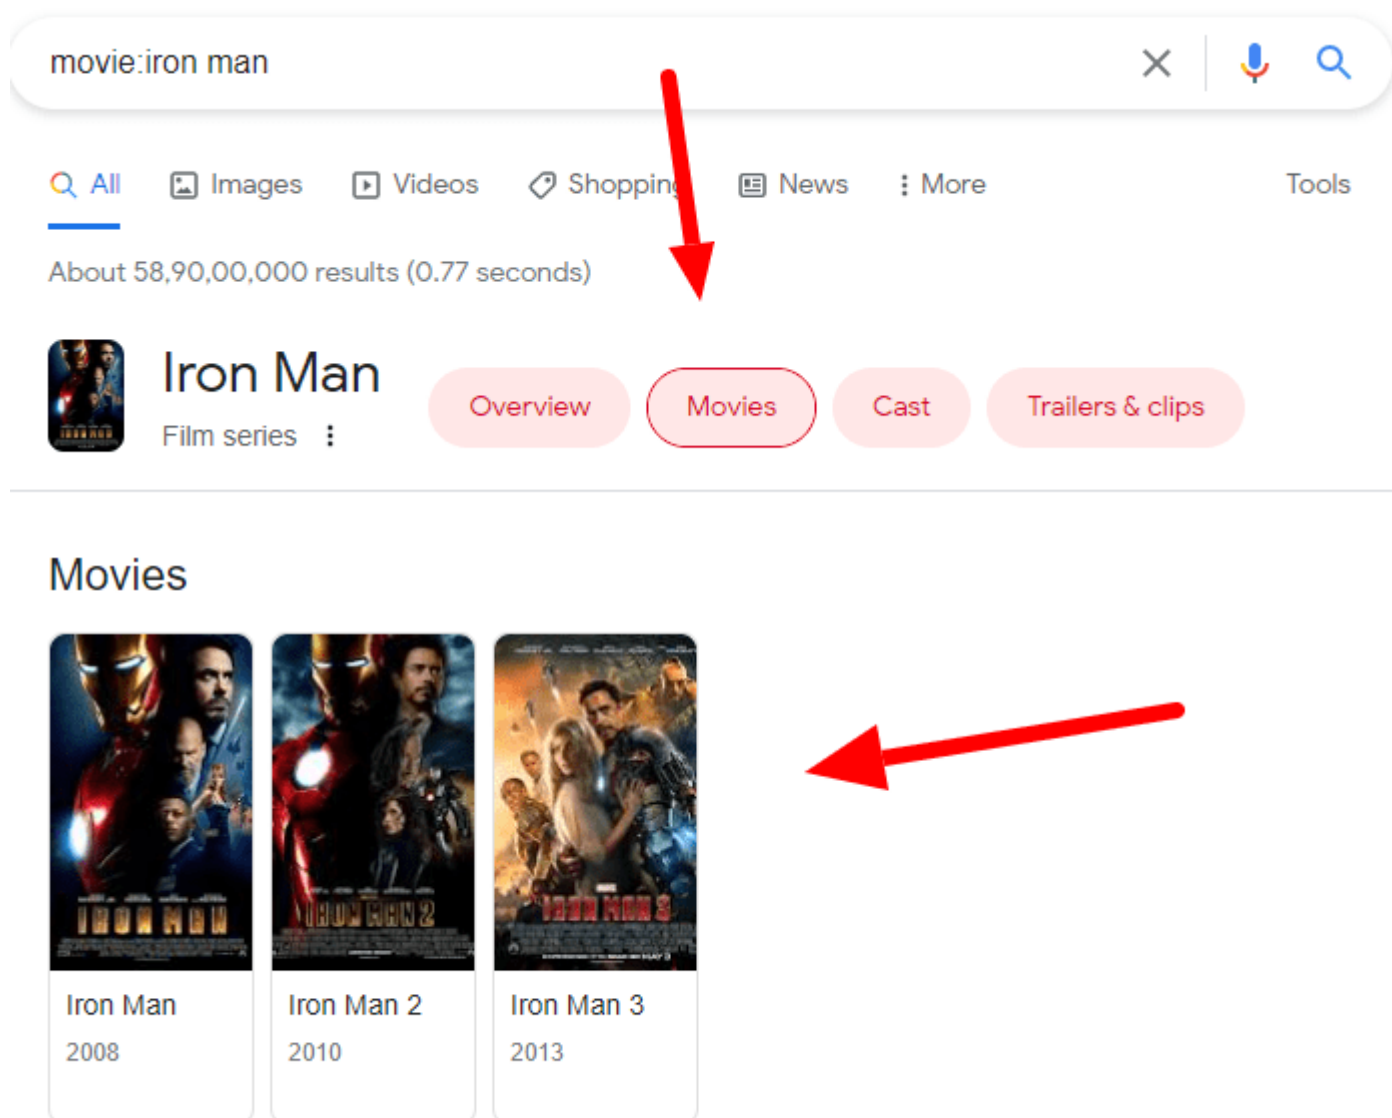 movie:iron man
All Images Videos Shopping News More Tools
About 58,90,00,000 results (0.77 seconds)
Iron Man
Film series
Overview Movies Cast Trailers & clips
Movies
IRON MAN IRON MAN 2 IRON MAN 3
Iron Man Iron Man 2 Iron Man 3
2008 2010 2013